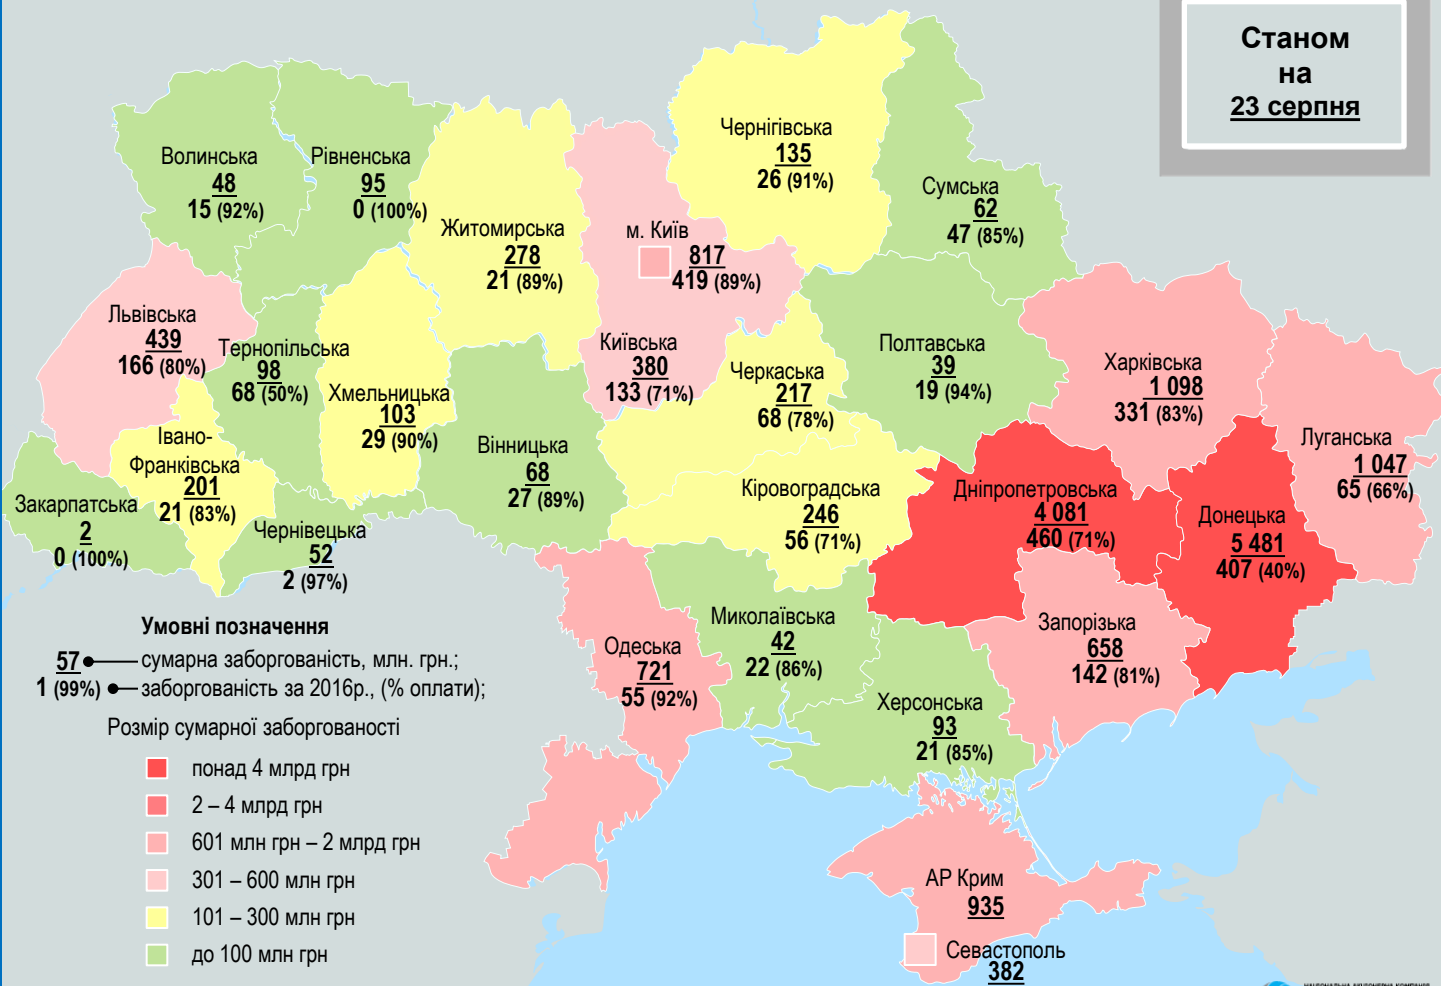 Станом
на
23 серпня
Волинська
48
15 (92%)
Рівненська
95
0 (100%)
Житомирська
278
21 (89%)
м. Київ
817
419 (89%)
Чернігівська
135
26 (91%)
Сумська
62
47 (85%)
Львівська
439
166 (80%)
Тернопільська
98
68 (50%)
Хмельницька
103
29 (90%)
Київська
380
133 (71%)
Черкаська
217
68 (78%)
Полтавська
39
19 (94%)
Харківська
1 098
331 (83%)
Луганська
1 047
65 (66%)
Івано-
Франківська
201
21 (83%)
Закарпатська
2
0 (100%)
Чернівецька
52
2 (97%)
Вінницька
68
27 (89%)
Кіровоградська
246
56 (71%)
Дніпропетровська
4 081
460 (71%)
Донецька
5 481
407 (40%)
Одеська
721
55 (92%)
Миколаївська
42
22 (86%)
Запорізька
658
142 (81%)
Херсонська
93
21 (85%)
АР Крим
935
Севастополь
382
Умовні позначення
57 сумарна заборгованість, млн. грн.;
1 (99%) заборгованість за 2016р., (% оплати);
Розмір сумарної заборгованості
понад 4 млрд грн
2 – 4 млрд грн
601 млн грн – 2 млрд грн
301 – 600 млн грн
101 – 300 млн грн
до 100 млн грн